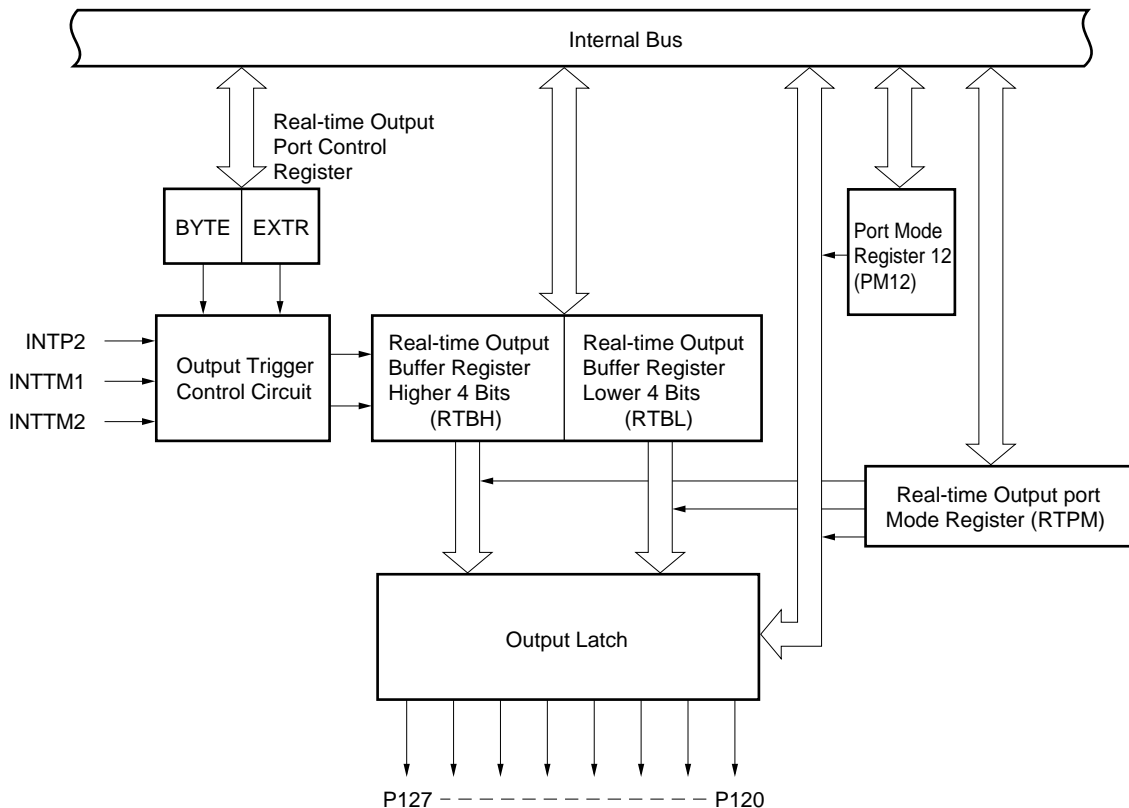 Internal Bus
Real-time Output
Port Control
Register
BYTE
EXTR
Port Mode
Register 12
(PM12)
INTP2
INTTM1
INTTM2
Output Trigger
Control Circuit
Real-time Output
Buffer Register
Higher 4 Bits
(RTBH)
Real-time Output
Buffer Register
Lower 4 Bits
(RTBL)
Real-time Output port
Mode Register (RTPM)
Output Latch
P127
P120